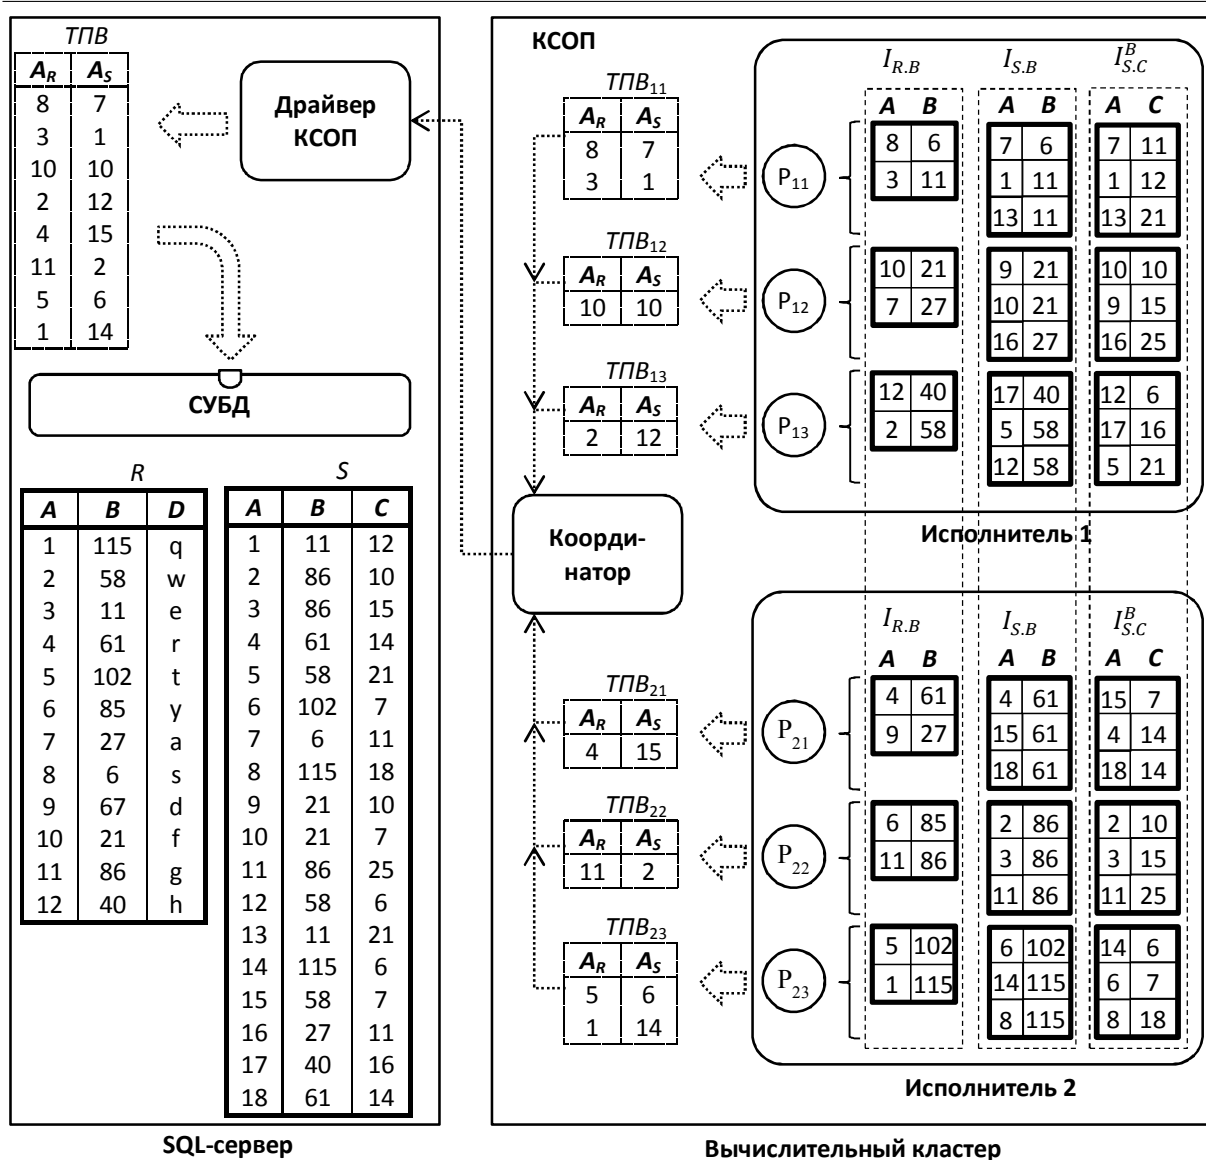 ТПВ
A_R A_S
8 7
3 1
10 10
2 12
4 15
11 2
5 6
1 14
Драйвер
КСОП
СУБД
R
A B D
1 115 q
2 58 w
3 11 e
4 61 r
5 102 t
6 85 y
7 27 a
8 6 s
9 67 d
10 21 f
11 86 g
12 40 h
S
A B C
1 11 12
2 86 10
3 86 15
4 61 14
5 58 21
6 102 7
7 6 11
8 115 18
9 21 10
10 21 7
11 86 25
12 58 6
13 11 21
14 115 6
15 58 7
16 27 11
17 40 16
18 61 14
SQL-сервер
КСОП
ТПВ_11
A_R A_S
8 7
3 1
ТПВ_12
A_R A_S
10 10
ТПВ_13
A_R A_S
2 12
Коорди-
натор
ТПВ_21
A_R A_S
4 15
ТПВ_22
A_R A_S
11 2
ТПВ_23
A_R A_S
5 6
1 14
I_R.B I_S.B I^B_S.C
A B A B A C
P_11
8 6
3 11
7 6
1 11
13 11
7 11
1 12
13 21
P_12
10 21
7 27
9 21
10 21
16 27
10 10
9 15
16 25
P_13
12 40
2 58
17 40
5 58
12 58
12 6
17 16
5 21
Исполнитель 1
I_R.B I_S.B I^B_S.C
A B A B A C
P_21
4 61
9 27
4 61
15 61
18 61
15 7
4 14
18 14
P_22
6 85
11 86
2 86
3 86
11 86
2 10
3 15
11 25
P_23
5 102
1 115
6 102
14 115
8 115
14 6
6 7
8 18
Исполнитель 2
Вычислительный кластер